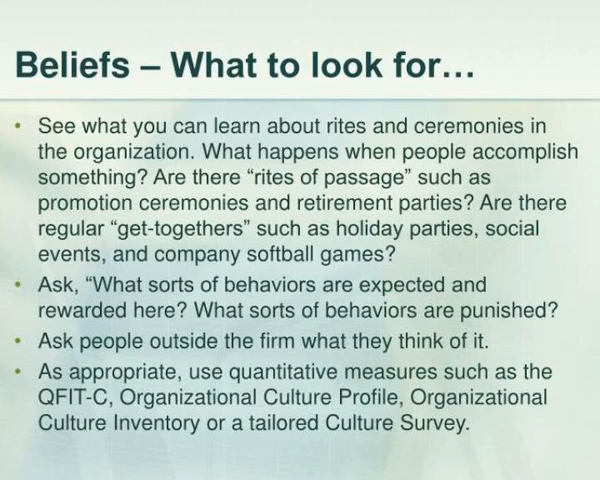 Beliefs – What to look for…
• See what you can learn about rites and ceremonies in
the organization. What happens when people accomplish
something? Are there “rites of passage” such as
promotion ceremonies and retirement parties? Are there
regular “get-togethers” such as holiday parties, social
events, and company softball games?
• Ask, “What sorts of behaviors are expected and
rewarded here? What sorts of behaviors are punished?
• Ask people outside the firm what they think of it.
• As appropriate, use quantitative measures such as the
QFIT-C, Organizational Culture Profile, Organizational
Culture Inventory or a tailored Culture Survey.